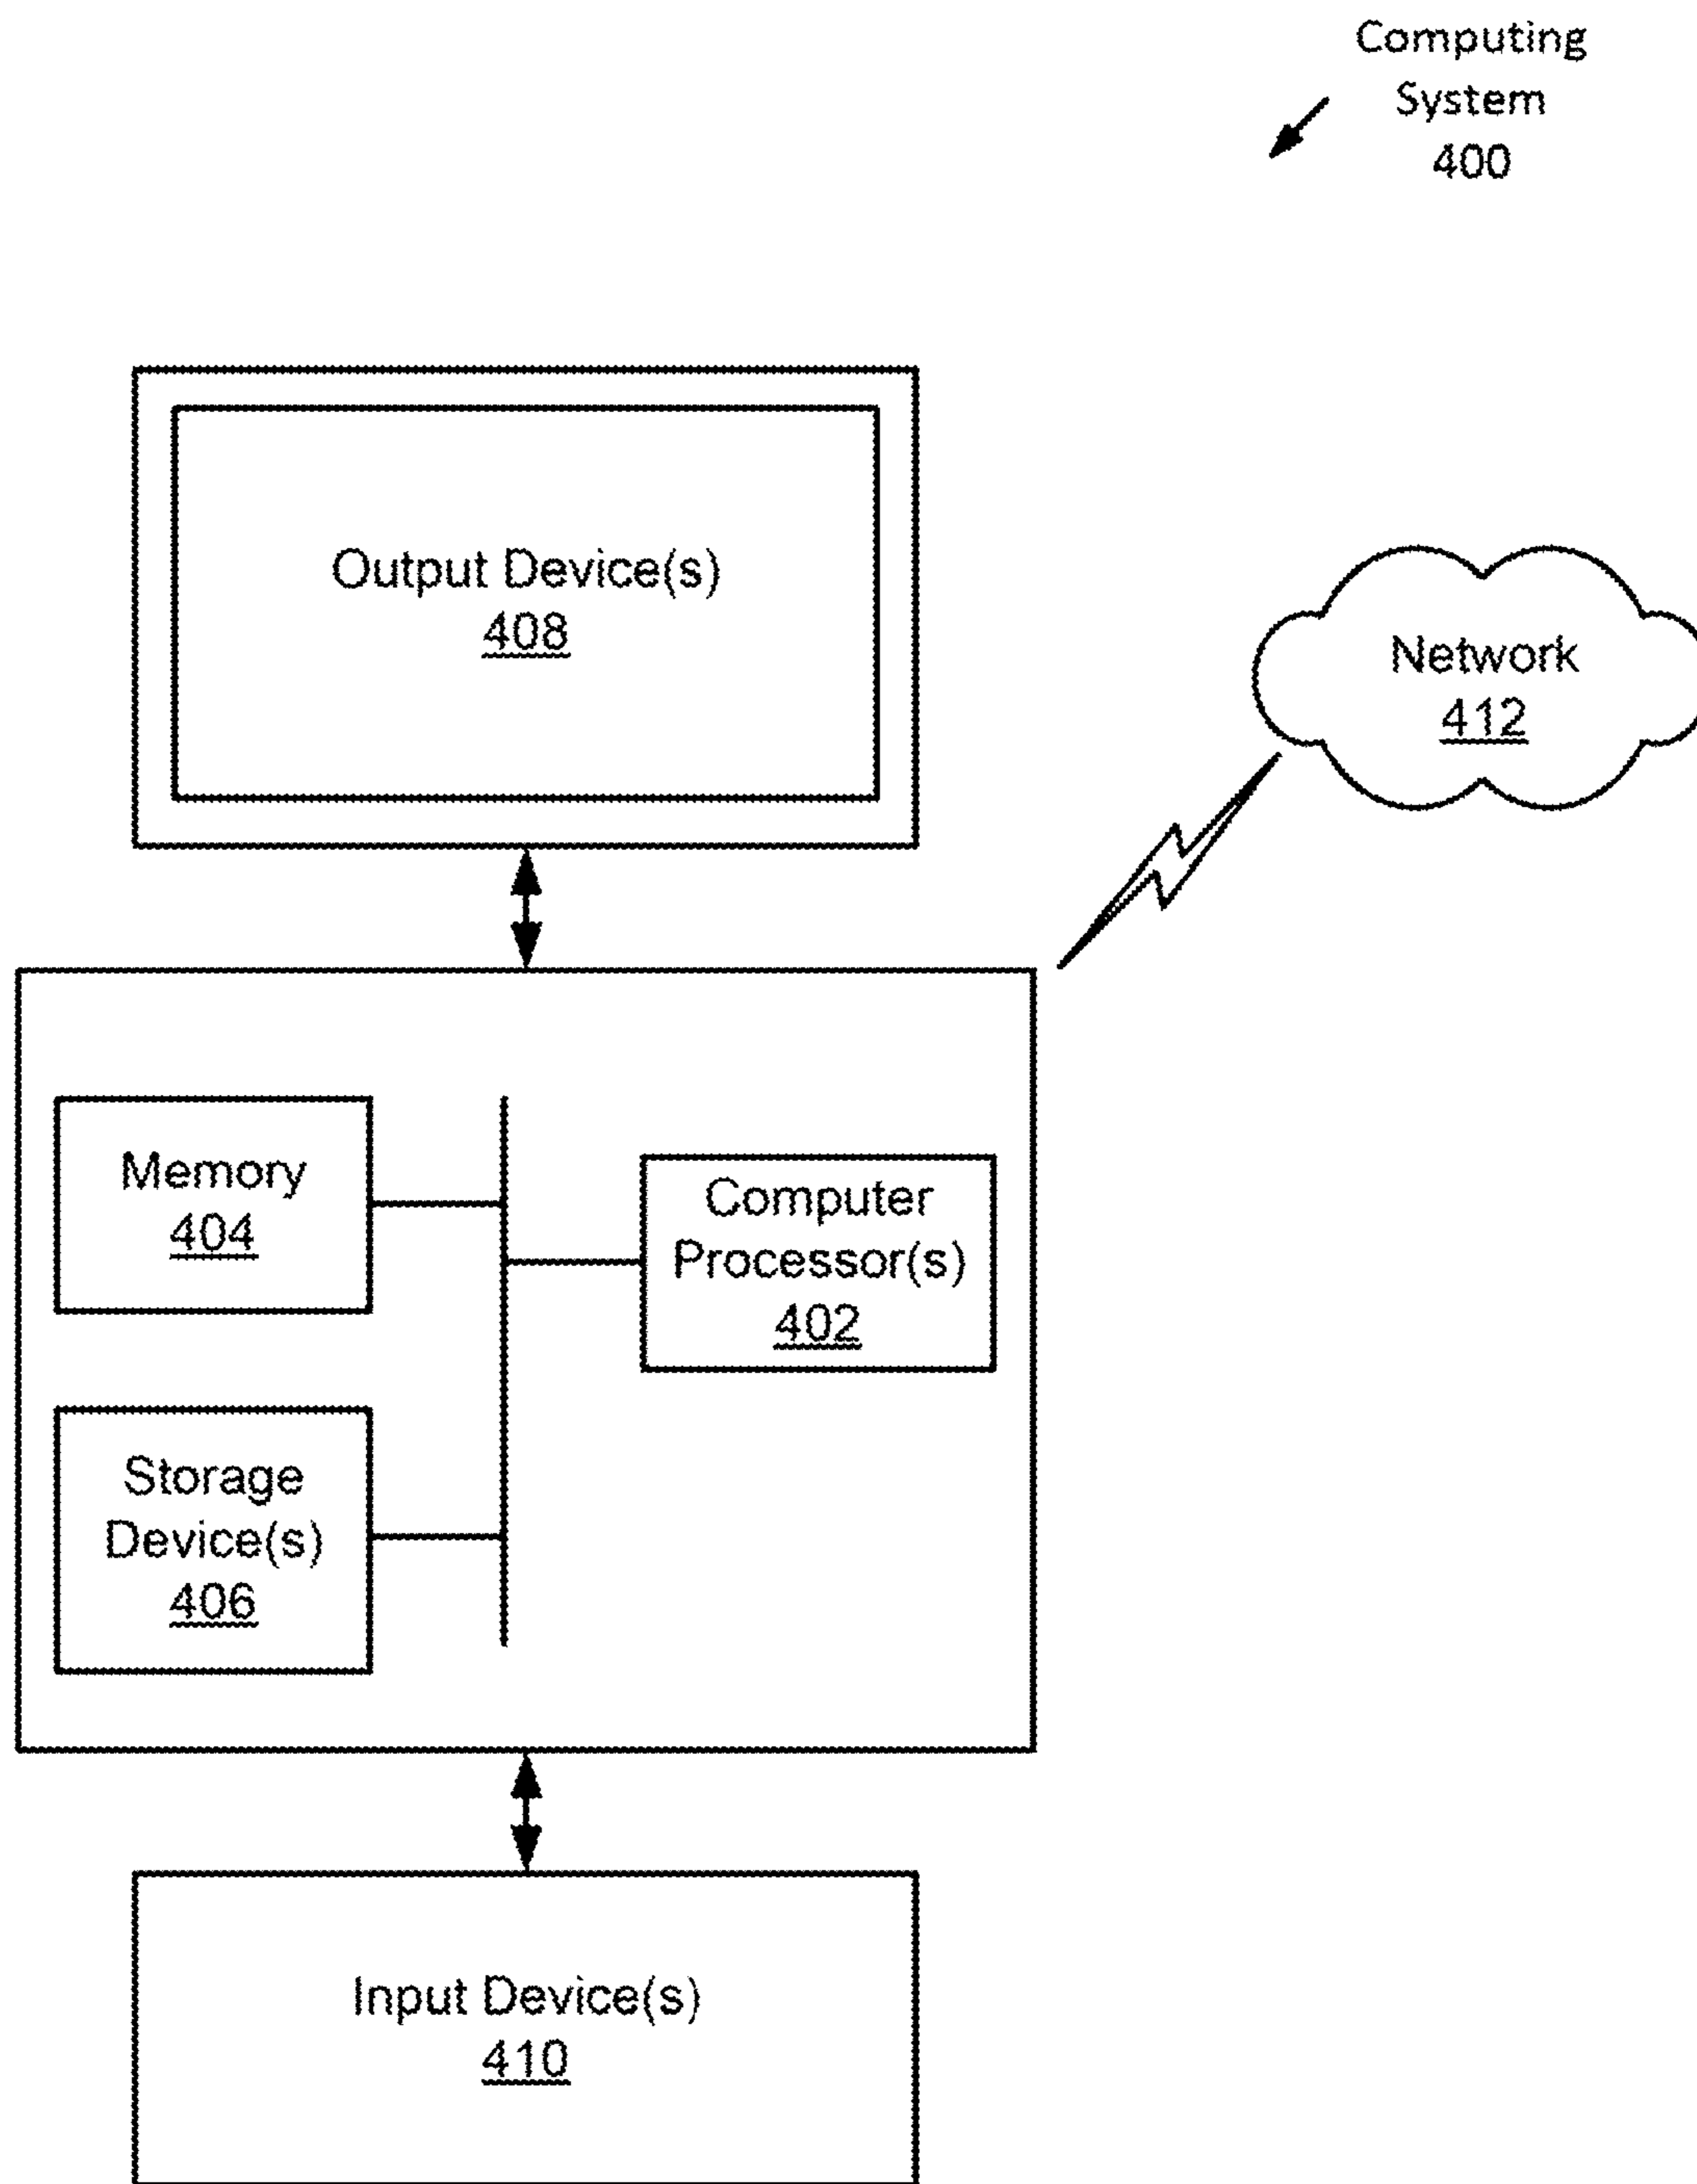 Computing
System
400
Output Device(s)
408
Network
412
Memory
404
Computer
Processor(s)
402
Storage
Device(s)
406
Input Device(s)
410